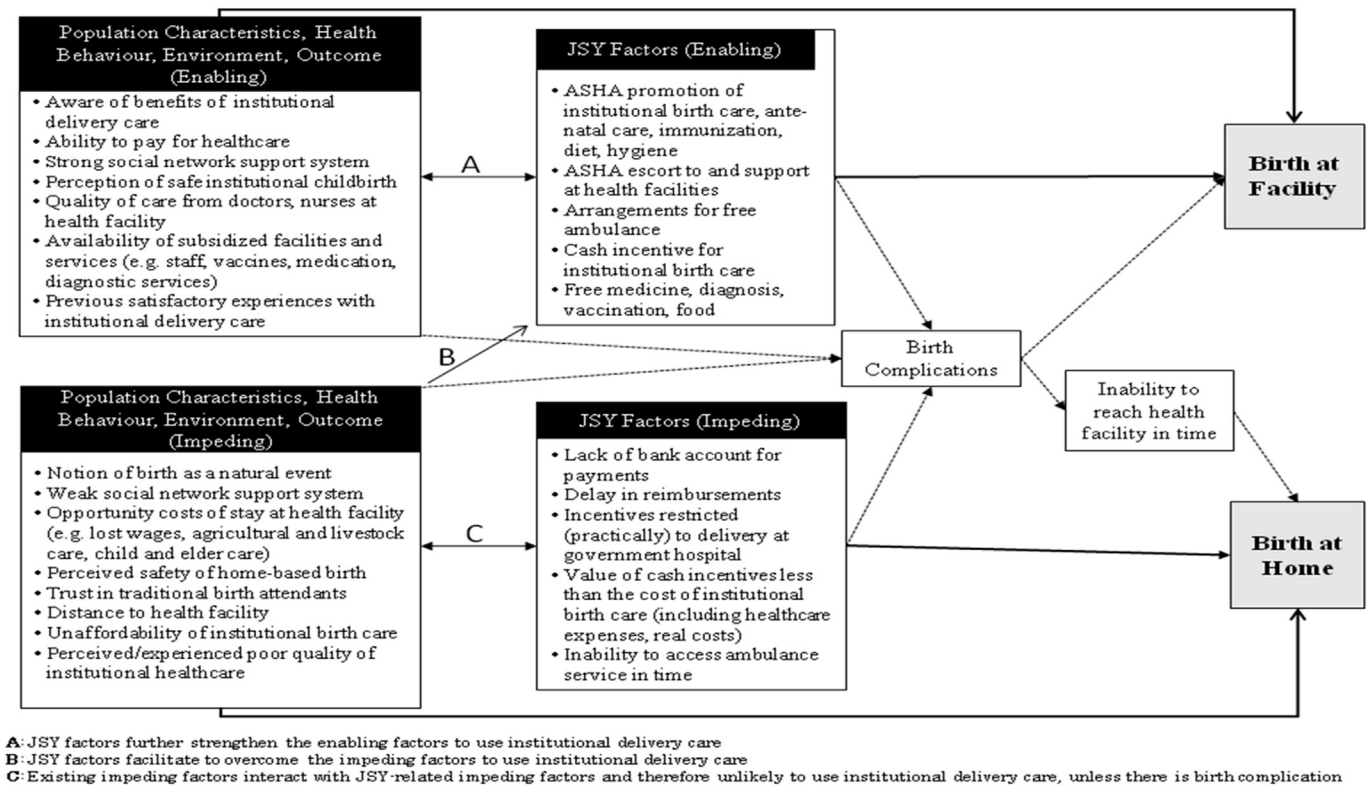 Population Characteristics, Health
Behaviour, Environment, Outcome
(Enabling)
• Aware of benefits of institutional
delivery care
• Ability to pay for healthcare
• Strong social network support system
• Perception of safe institutional childbirth
• Quality of care from doctors, nurses at
health facility
• Availability of subsidized facilities and
services (e.g. staff, vaccines, medication,
diagnostic services)
• Previous satisfactory experiences with
institutional delivery care
A
JSY Factors (Enabling)
• ASHA promotion of
institutional birth care, ante-
natal care, immunization,
diet, hygiene
• ASHA escort to and support
at health facilities
• Arrangements for free
ambulance
• Cash incentive for
institutional birth care
• Free medicine, diagnosis,
vaccination, food
Birth at
Facility
B
Birth
Complications
Inability to
reach health
facility in time
Population Characteristics, Health
Behaviour, Environment, Outcome
(Impeding)
• Notion of birth as a natural event
• Weak social network support system
• Opportunity costs of stay at health facility
(e.g. lost wages, agricultural and livestock
care, child and elder care)
• Perceived safety of home-based birth
• Trust in traditional birth attendants
• Distance to health facility
• Unaffordability of institutional birth care
• Perceived/experienced poor quality of
institutional healthcare
C
JSY Factors (Impeding)
• Lack of bank account for
payments
• Delay in reimbursements
• Incentives restricted
(practically) to delivery at
government hospital
• Value of cash incentives less
than the cost of institutional
birth care (including healthcare
expenses, real costs)
• Inability to access ambulance
service in time
Birth at
Home
A: JSY factors further strengthen the enabling factors to use institutional delivery care
B: JSY factors facilitate to overcome the impeding factors to use institutional delivery care
C: Existing impeding factors interact with JSY-related impeding factors and therefore unlikely to use institutional delivery care, unless there is birth complication